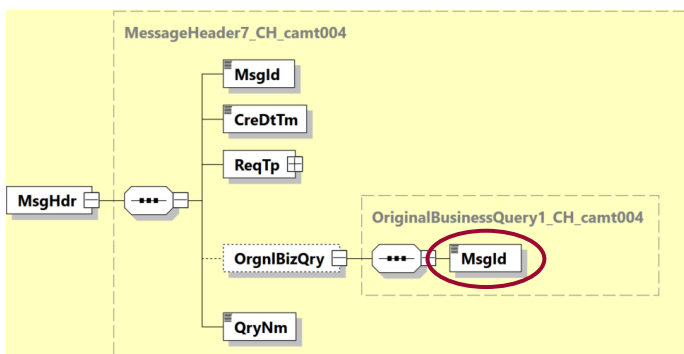 MessageHeader7_CH_camt004
MsgId
CreDtTm
ReqTp
MsgHdr
OriginalBusinessQuery1_CH_camt004
OrgnlBizQry
MsgId
QryNm